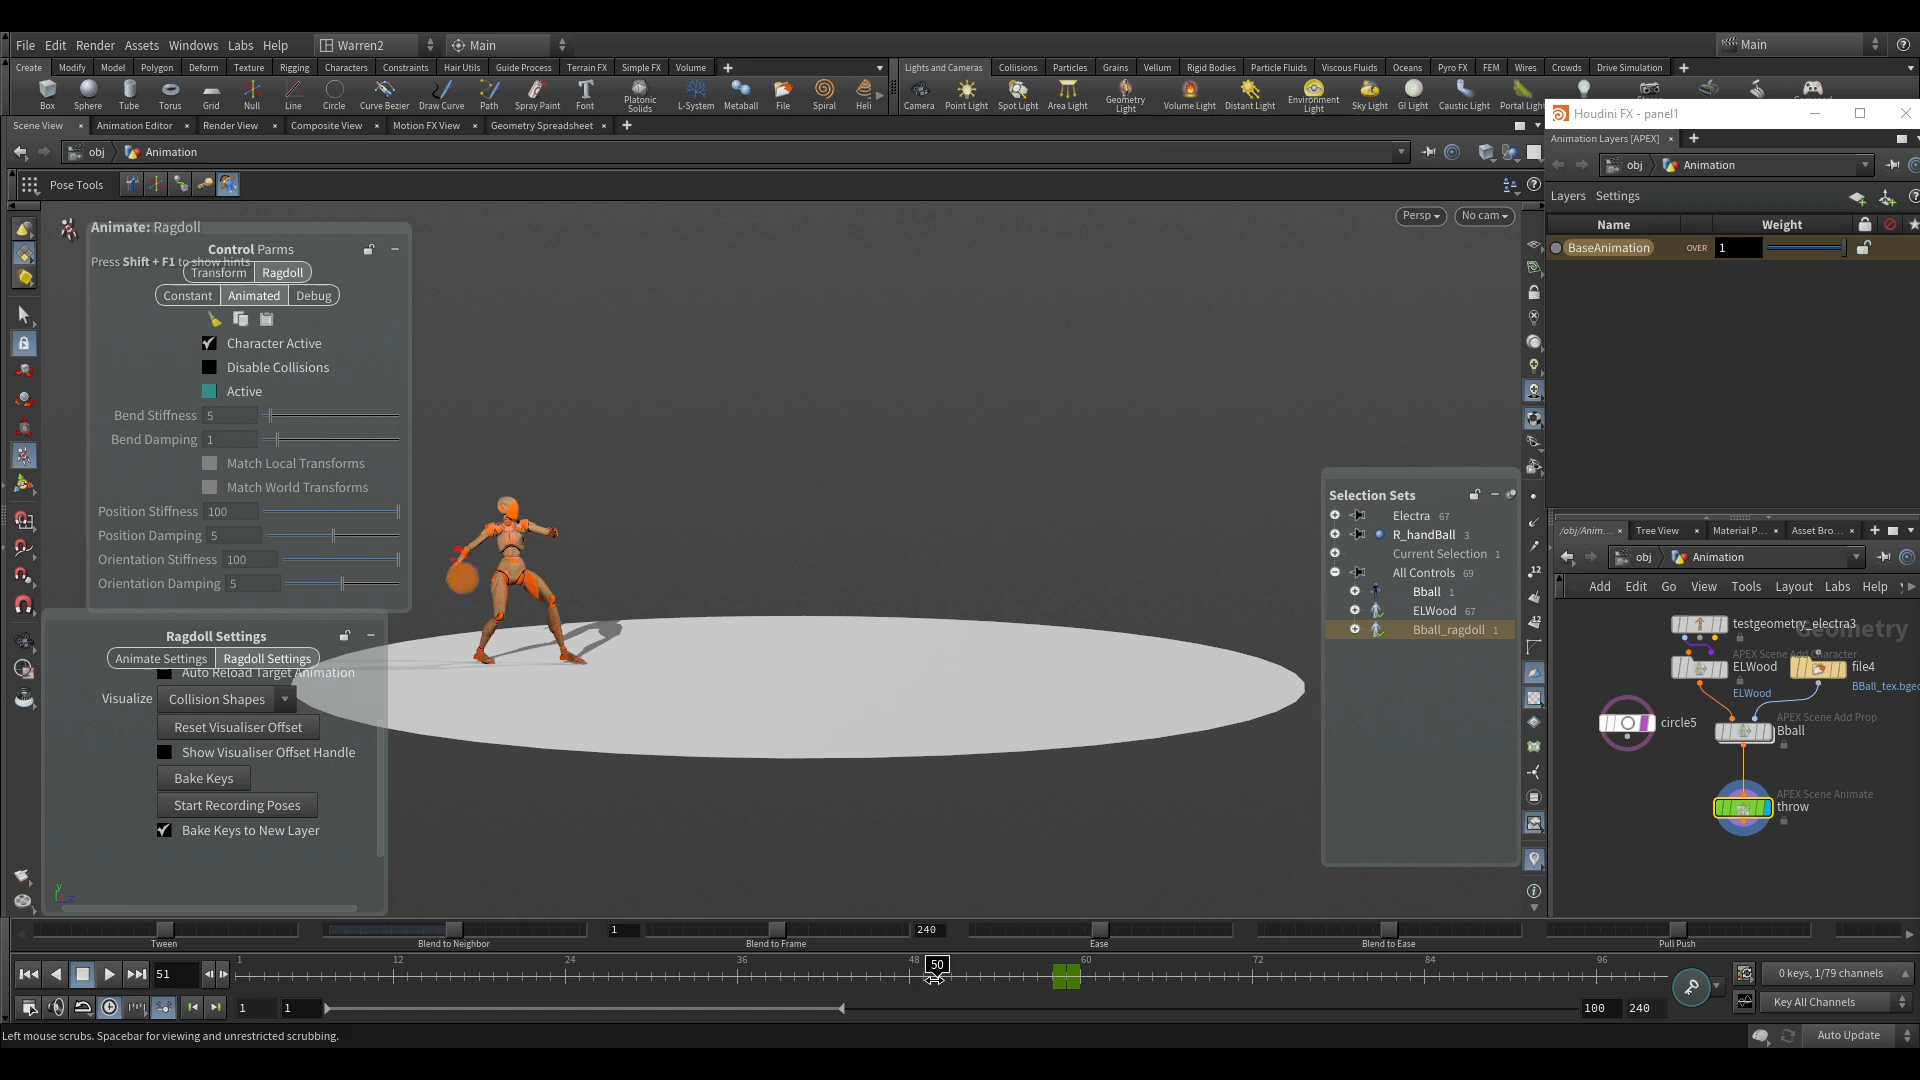 File Edit Render Assets Windows Labs Help Warren2 Main Main
Create Modify Model Polygon Deform Texture Rigging Characters Constraints Hair Utils Guide Process Terrain FX Simple FX Volume
Lights and Cameras Collisions Particles Grains Vellum Rigid Bodies Particle Fluids Viscous Fluids Oceans Pyro FX FEM Wires Crowds Drive Simulation
Box Sphere Tube Torus Grid Null Line Circle Curve Bezier Draw Curve Path Spray Paint Font Platonic Solids L-System Metaball File Spiral Heli
Camera Point Light Spot Light Area Light Geometry Light Volume Light Distant Light Environment Light Sky Light GI Light Caustic Light Portal Light
Houdini FX - panel1
Scene View Animation Editor Render View Composite View Motion FX View Geometry Spreadsheet
Animation Layers [APEX]
obj Animation
obj Animation
Pose Tools
Layers Settings
Name Weight
BaseAnimation OVER 1
Persp No cam
Animate: Ragdoll
Control Parms
Press Shift + F1 to show hints
Transform Ragdoll
Constant Animated Debug
Character Active
Disable Collisions
Active
Bend Stiffness 5
Bend Damping 1
Match Local Transforms
Match World Transforms
Position Stiffness 100
Position Damping 5
Orientation Stiffness 100
Orientation Damping 5
Ragdoll Settings
Animate Settings Ragdoll Settings
Auto Reload Target Animation
Visualize Collision Shapes
Reset Visualiser Offset
Show Visualiser Offset Handle
Bake Keys
Start Recording Poses
Bake Keys to New Layer
y
z
Selection Sets
Electra 67
R_handBall 3
Current Selection 1
All Controls 69
Bball 1
ELWood 67
Bball_ragdoll 1
/obj/Anim... Tree View Material P... Asset Bro...
obj Animation
Add Edit Go View Tools Layout Labs Help
Geometry
testgeometry_electra3
APEX Scene Add Character
ELWood
file4
ELWood
BBall_tex.bgeo
circle5
APEX Scene Add Prop
Bball
APEX Scene Animate
throw
1 240
Tween Blend to Neighbor Blend to Frame Ease Blend to Ease Pull Push
51
1 12 24 36 48 60 72 84 96
50
0 keys, 1/79 channels
1 1 100 240
Key All Channels
Left mouse scrubs. Spacebar for viewing and unrestricted scrubbing.
Auto Update